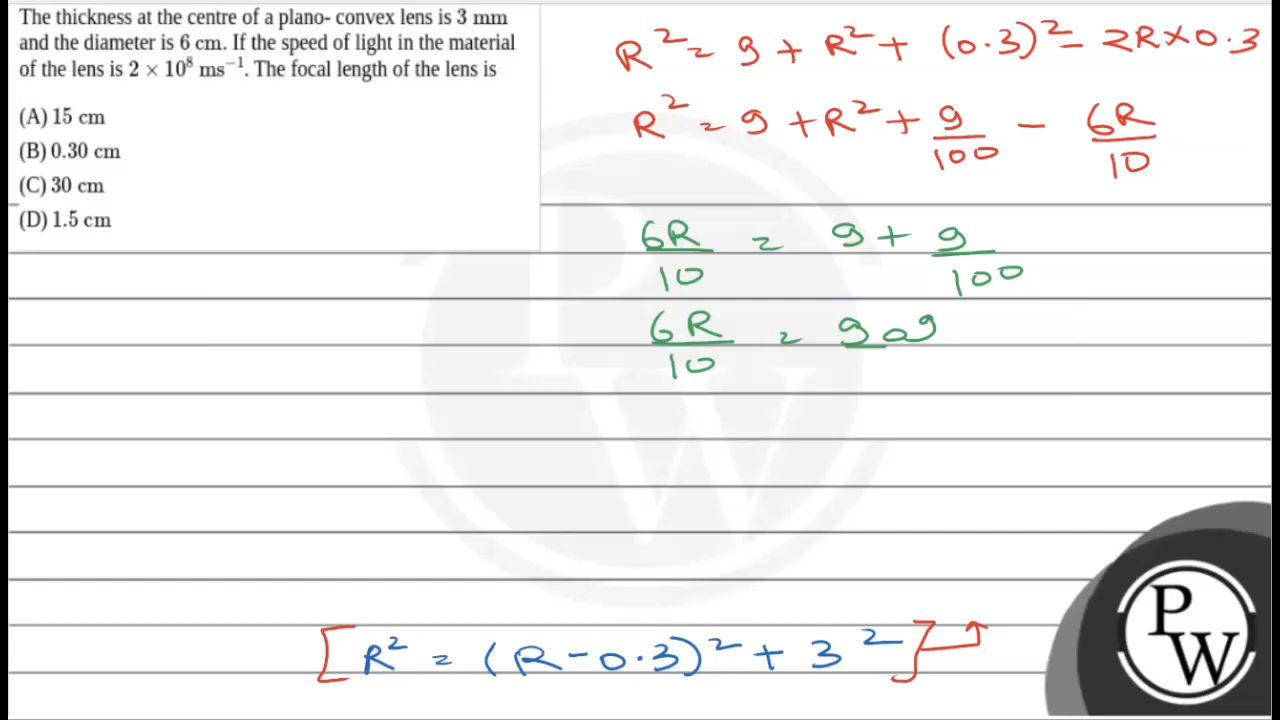 The thickness at the centre of a plano- convex lens is 3 mm
and the diameter is 6 cm. If the speed of light in the material
of the lens is 2 × 10⁸ ms⁻¹. The focal length of the lens is
(A) 15 cm
(B) 0.30 cm
(C) 30 cm
(D) 1.5 cm
R² = 9 + R² + (0.3)² - 2R×0.3
R² = 9 + R² + 9/100 - 6R/10
6R/10 = 9 + 9/100
6R/10 = 909
[R² = (R-0.3)² + 3²]
P
W
P
W